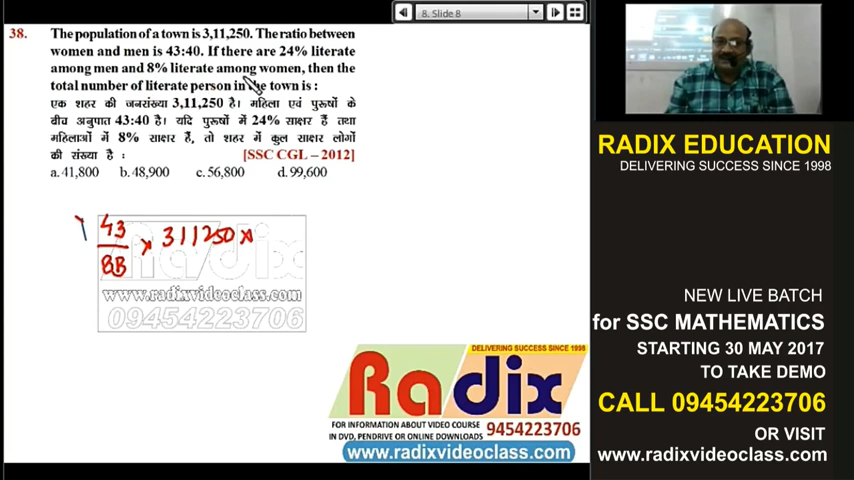 8. Slide 8
38. The population of a town is 3,11,250. The ratio between
women and men is 43:40. If there are 24% literate
among men and 8% literate among women, then the
total number of literate person in the town is :
एक शहर की जनसंख्या 3,11,250 है। महिला एवं पुरूषों के
बीच अनुपात 43:40 है। यदि पुरूषों में 24% साक्षर हैं तथा
महिलाओं में 8% साक्षर हैं, तो शहर में कुल साक्षर लोगों
की संख्या है :
[SSC CGL – 2012]
a. 41,800 b. 48,900 c. 56,800 d. 99,600
43
83
× 311250 ×
Radix
www.radixvideoclass.com
09454223706
DELIVERING SUCCESS SINCE 1998
Radix
FOR INFORMATION ABOUT VIDEO COURSE
IN DVD, PENDRIVE OR ONLINE DOWNLOADS
9454223706
www.radixvideoclass.com
RADIX EDUCATION
DELIVERING SUCCESS SINCE 1998
NEW LIVE BATCH
for SSC MATHEMATICS
STARTING 30 MAY 2017
TO TAKE DEMO
CALL 09454223706
OR VISIT
www.radixvideoclass.com